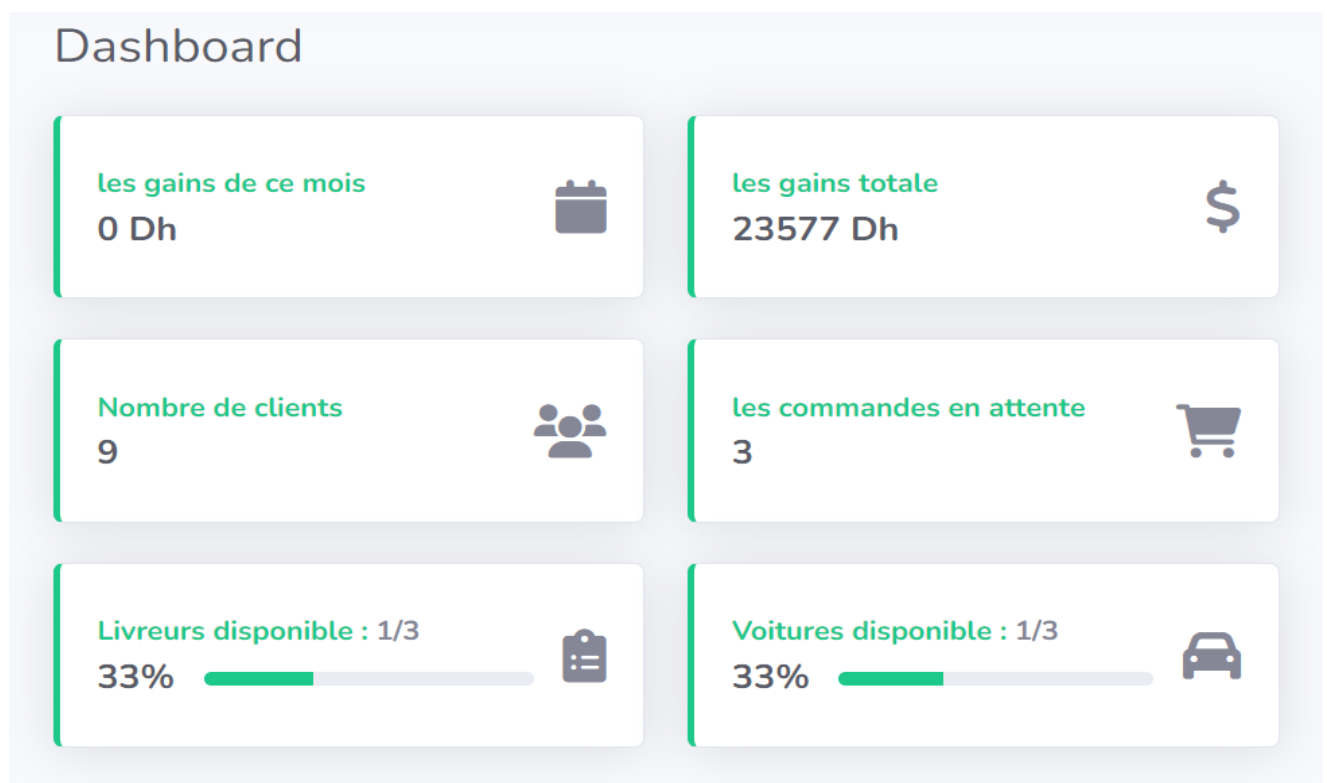 Dashboard
les gains de ce mois
0 Dh
les gains totale
23577 Dh
Nombre de clients
9
les commandes en attente
3
Livreurs disponible : 1/3
33%
Voitures disponible : 1/3
33%